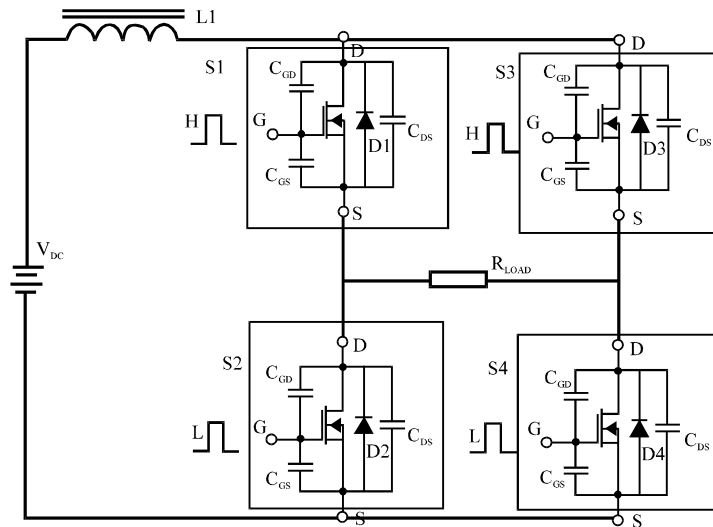 L1
D
D
S1
S3
C_GD
C_GD
H
G
D1
C_DS
H
G
D3
C_DS
C_GS
C_GS
S
S
V_DC
R_LOAD
D
D
S2
S4
C_GD
C_GD
L
G
D2
C_DS
L
G
D4
C_DS
C_GS
C_GS
S
S